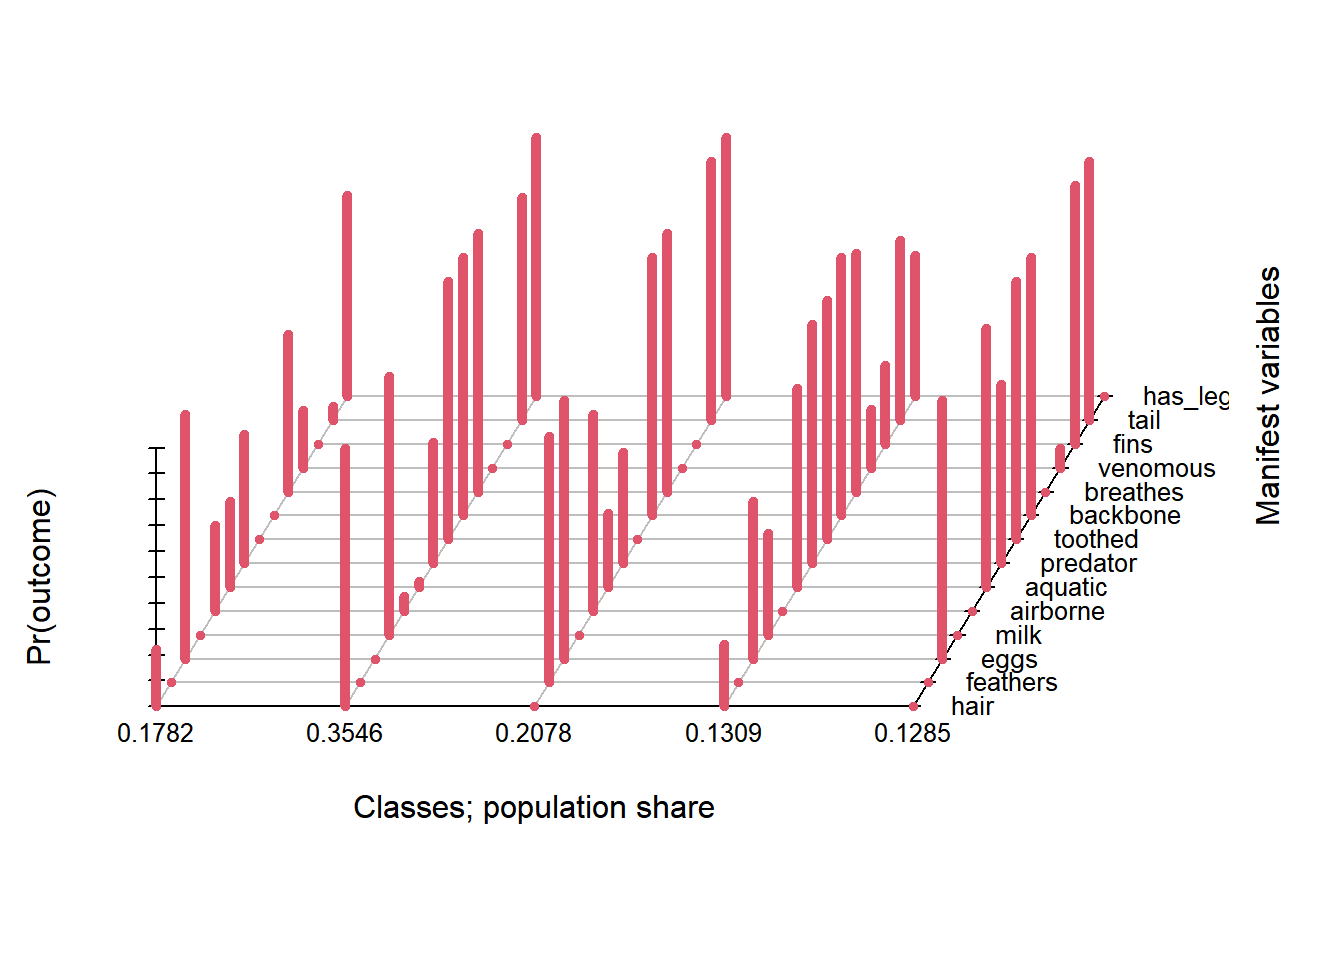 Pr(outcome)
Manifest variables
has_leg
tail
fins
venomous
breathes
backbone
toothed
predator
aquatic
airborne
milk
eggs
feathers
hair
0.1782 0.3546 0.2078 0.1309 0.1285
Classes; population share